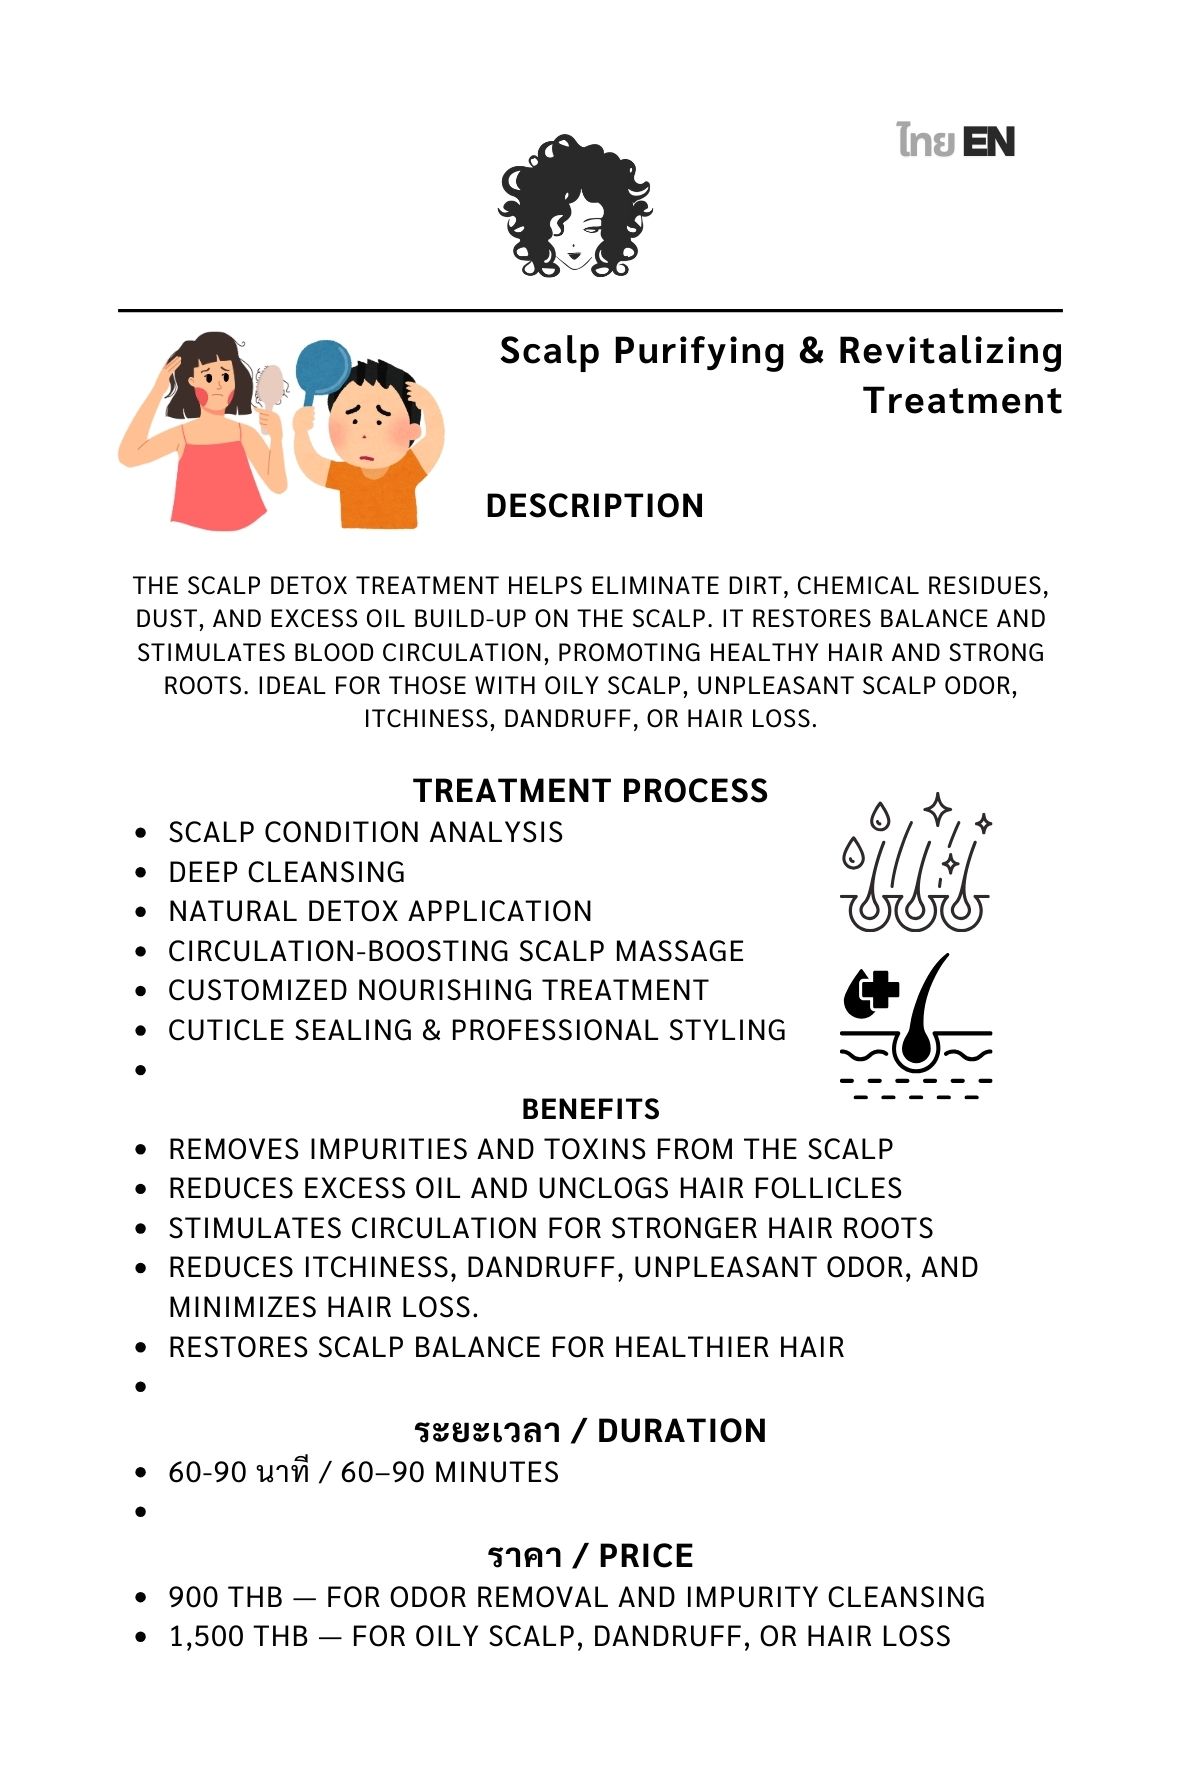 ไทย EN
Scalp Purifying & Revitalizing
Treatment
DESCRIPTION
THE SCALP DETOX TREATMENT HELPS ELIMINATE DIRT, CHEMICAL RESIDUES,
DUST, AND EXCESS OIL BUILD-UP ON THE SCALP. IT RESTORES BALANCE AND
STIMULATES BLOOD CIRCULATION, PROMOTING HEALTHY HAIR AND STRONG
ROOTS. IDEAL FOR THOSE WITH OILY SCALP, UNPLEASANT SCALP ODOR,
ITCHINESS, DANDRUFF, OR HAIR LOSS.
TREATMENT PROCESS
• SCALP CONDITION ANALYSIS
• DEEP CLEANSING
• NATURAL DETOX APPLICATION
• CIRCULATION-BOOSTING SCALP MASSAGE
• CUSTOMIZED NOURISHING TREATMENT
• CUTICLE SEALING & PROFESSIONAL STYLING
•
BENEFITS
• REMOVES IMPURITIES AND TOXINS FROM THE SCALP
• REDUCES EXCESS OIL AND UNCLOGS HAIR FOLLICLES
• STIMULATES CIRCULATION FOR STRONGER HAIR ROOTS
• REDUCES ITCHINESS, DANDRUFF, UNPLEASANT ODOR, AND
MINIMIZES HAIR LOSS.
• RESTORES SCALP BALANCE FOR HEALTHIER HAIR
•
ระยะเวลา / DURATION
• 60-90 นาที / 60–90 MINUTES
•
ราคา / PRICE
• 900 THB — FOR ODOR REMOVAL AND IMPURITY CLEANSING
• 1,500 THB — FOR OILY SCALP, DANDRUFF, OR HAIR LOSS